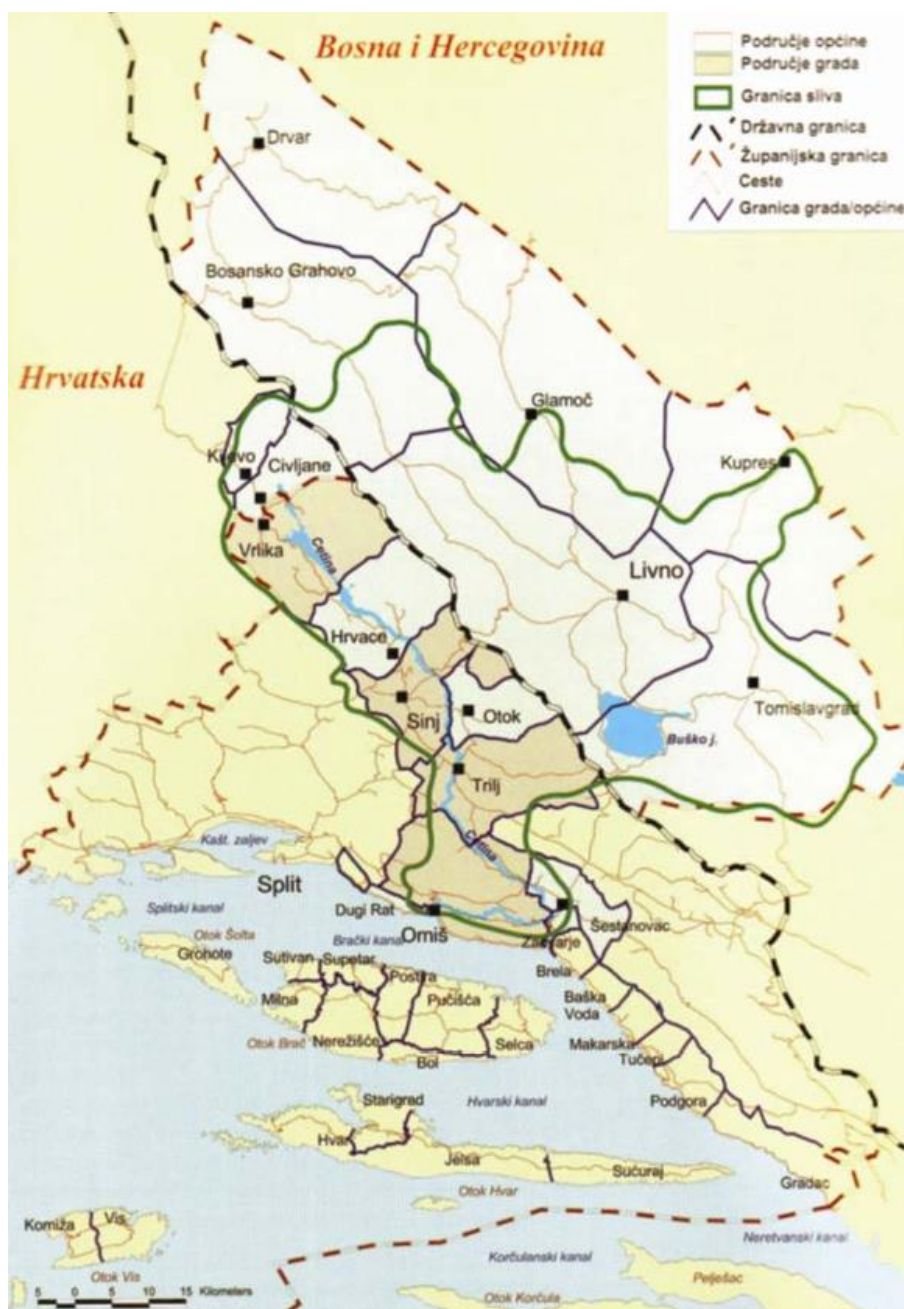 Bosna i Hercegovina
Područje općine
Područje grada
Granica sliva
Državna granica
Županijska granica
Ceste
Granica grada/općine
Drvar
Bosansko Grahovo
Hrvatska
Glamoč
Kupres
Kijevo
Civljane
Vrlika
Cetina
Livno
Hrvace
Sinj
Otok
Tomislavgrad
Buško j.
Trilj
Cetina
Kašt. zaljev
Split
Splitski kanal
Dugi Rat
Omiš
Šestanovac
Zadvarje
Brački kanal
Otok Šolta
Grohote
Sutivan
Supetar
Postira
Brela
Milna
Pučišća
Baška
Voda
Otok Brač
Nerežišće
Selca
Bol
Makarska
Tučepi
Hvarski kanal
Podgora
Starigrad
Hvar
Jelsa
Sućuraj
Gradac
Otok Hvar
Komiža
Vis
Neretvanski kanal
Korčulanski kanal
Pelješac
Otok Vis
Otok Korčula
5 0 5 10 15 Kilometers